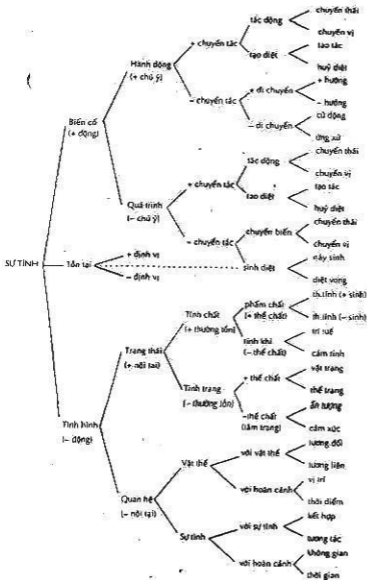 SỰ TÌNH
Biến cố
(+ động)
Hành động
(+ chủ ý)
+ chuyển tác
tác động
chuyển thái
chuyển vị
tạo diệt
tạo tác
huỷ diệt
– chuyển tác
+ di chuyển
+ hướng
– hướng
– di chuyển
cử động
ứng xử
Quá trình
(– chủ ý)
+ chuyển tác
tác động
chuyển thái
chuyển vị
tạo diệt
tạo tác
huỷ diệt
– chuyển tác
chuyển biến
chuyển thái
chuyển vị
sinh diệt
nảy sinh
diệt vong
Tồn tại
+ định vị
– định vị
Tình hình
(– động)
Trạng thái
(+ nội tại)
Tính chất
(+ thường tồn)
phẩm chất
(+ thể chất)
th.tính (+ sinh)
th.tính (– sinh)
tính khí
(– thể chất)
trí tuệ
cảm tính
Tình trạng
(– thường tồn)
+ thể chất
vật trạng
thể trạng
–thể chất
(tâm trạng)
ấn tượng
cảm xúc
Quan hệ
(– nội tại)
Vật thể
với vật thể
tương đối
tương liên
với hoàn cảnh
vị trí
thời điểm
Sự tình
với sự tình
kết hợp
tương tác
với hoàn cảnh
không gian
thời gian